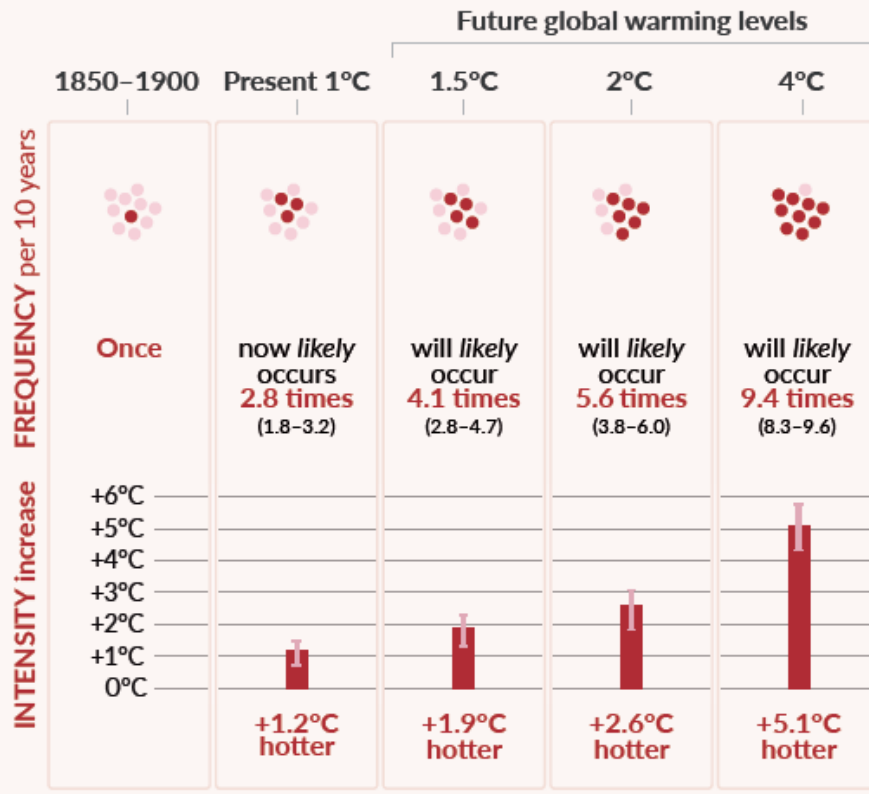 Future global warming levels
1850–1900
Present 1°C
1.5°C
2°C
4°C
FREQUENCY per 10 years
Once
now likely
occurs
2.8 times
(1.8–3.2)
will likely
occur
4.1 times
(2.8–4.7)
will likely
occur
5.6 times
(3.8–6.0)
will likely
occur
9.4 times
(8.3–9.6)
INTENSITY increase
+6°C
+5°C
+4°C
+3°C
+2°C
+1°C
0°C
+1.2°C
hotter
+1.9°C
hotter
+2.6°C
hotter
+5.1°C
hotter